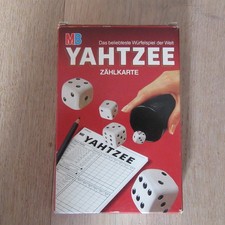 MB
Das beliebteste Würfelspiel der Welt
YAHTZEE
ZÄHLKARTE
YAHTZEE